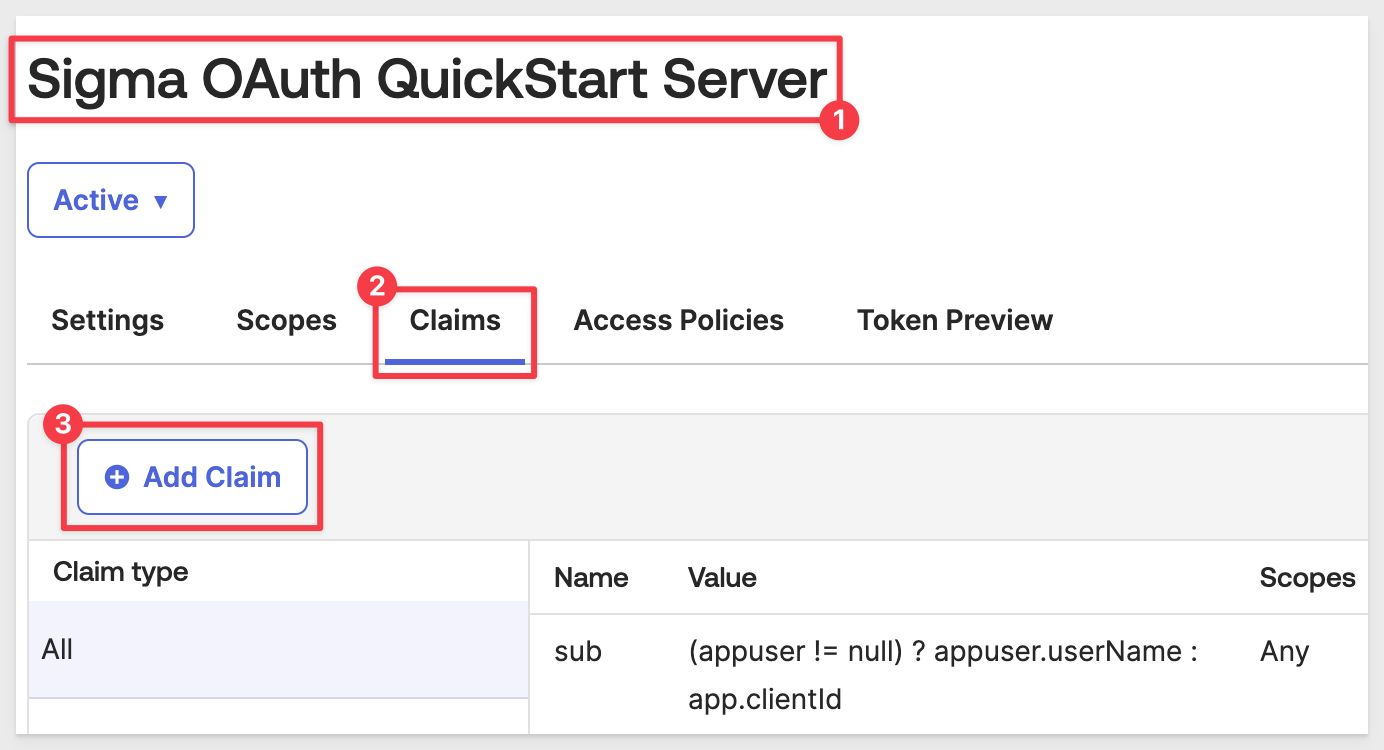 Sigma OAuth QuickStart Server
1
Active ▼
2
Settings Scopes Claims Access Policies Token Preview
3
Add Claim
Claim type
Name Value Scopes
All
sub (appuser != null) ? appuser.userName : Any
app.clientId